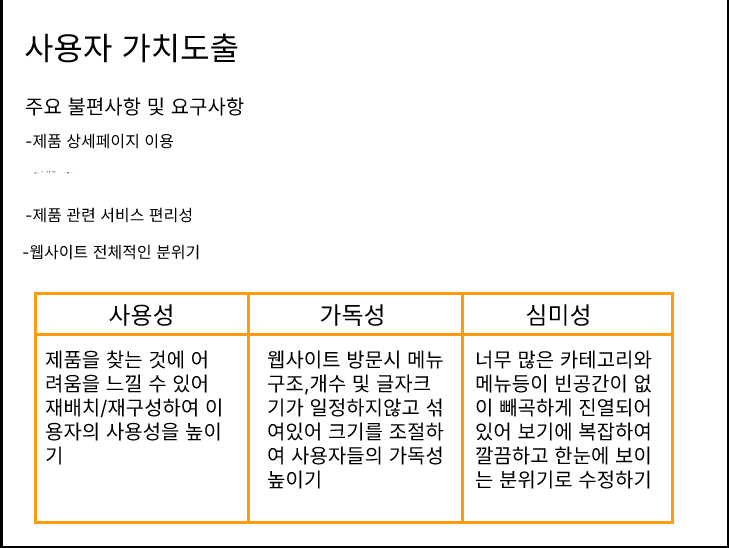 사용자 가치도출
주요 불편사항 및 요구사항
-제품 상세페이지 이용
-제품 관련 서비스 편리성
-웹사이트 전체적인 분위기
사용성
제품을 찾는 것에 어
려움을 느낄 수 있어
재배치/재구성하여 이
용자의 사용성을 높이
기
가독성
웹사이트 방문시 메뉴
구조,개수 및 글자크
기가 일정하지않고 섞
여있어 크기를 조절하
여 사용자들의 가독성
높이기
심미성
너무 많은 카테고리와
메뉴등이 빈공간이 없
이 빼곡하게 진열되어
있어 보기에 복잡하여
깔끔하고 한눈에 보이
는 분위기로 수정하기